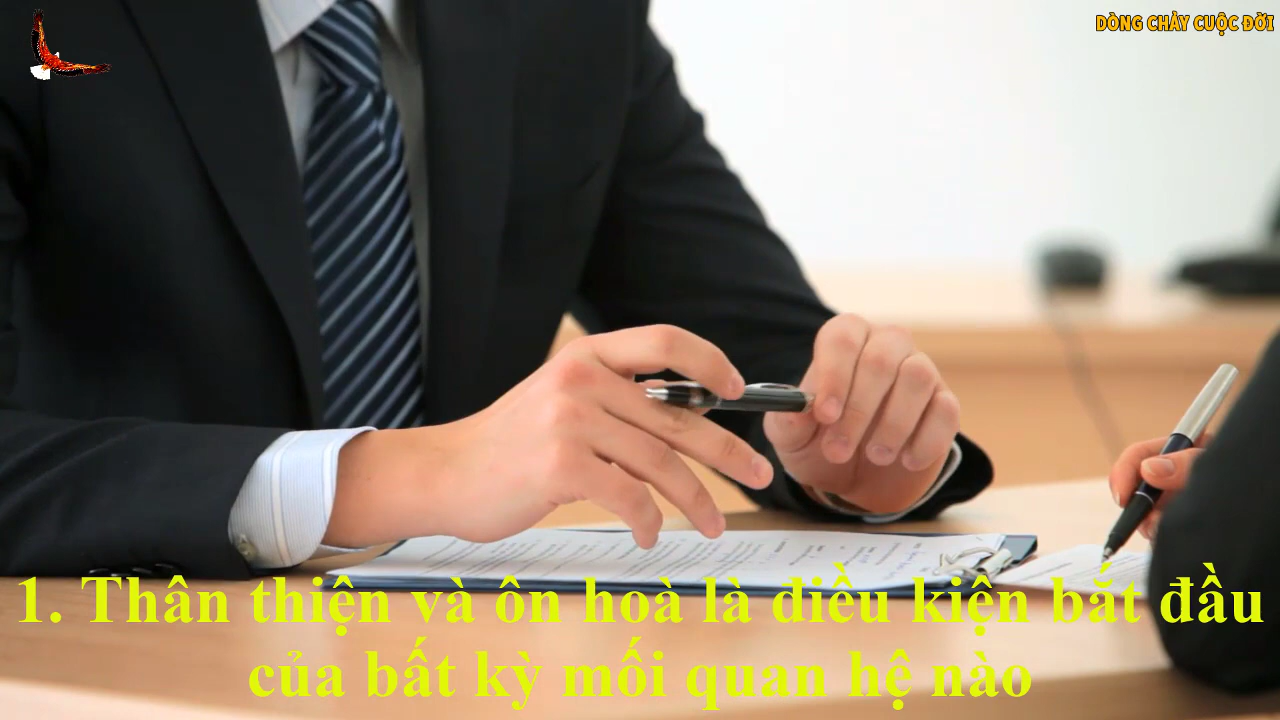 DÒNG CHẢY CUỘC ĐỜI
1. Thân thiện và ôn hoà là điều kiện bắt đầu
của bất kỳ mối quan hệ nào